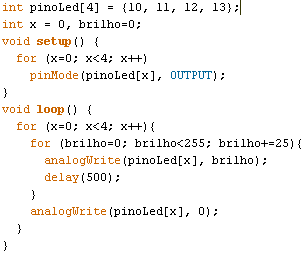 int pinoLed[4] = {10, 11, 12, 13};
int x = 0, brilho=0;
void setup() {
  for (x=0; x<4; x++)
    pinMode(pinoLed[x], OUTPUT);
}
void loop() {
  for (x=0; x<4; x++){
    for (brilho=0; brilho<255; brilho+=25){
      analogWrite(pinoLed[x], brilho);
      delay(500);
    }
    analogWrite(pinoLed[x], 0);
  }
}